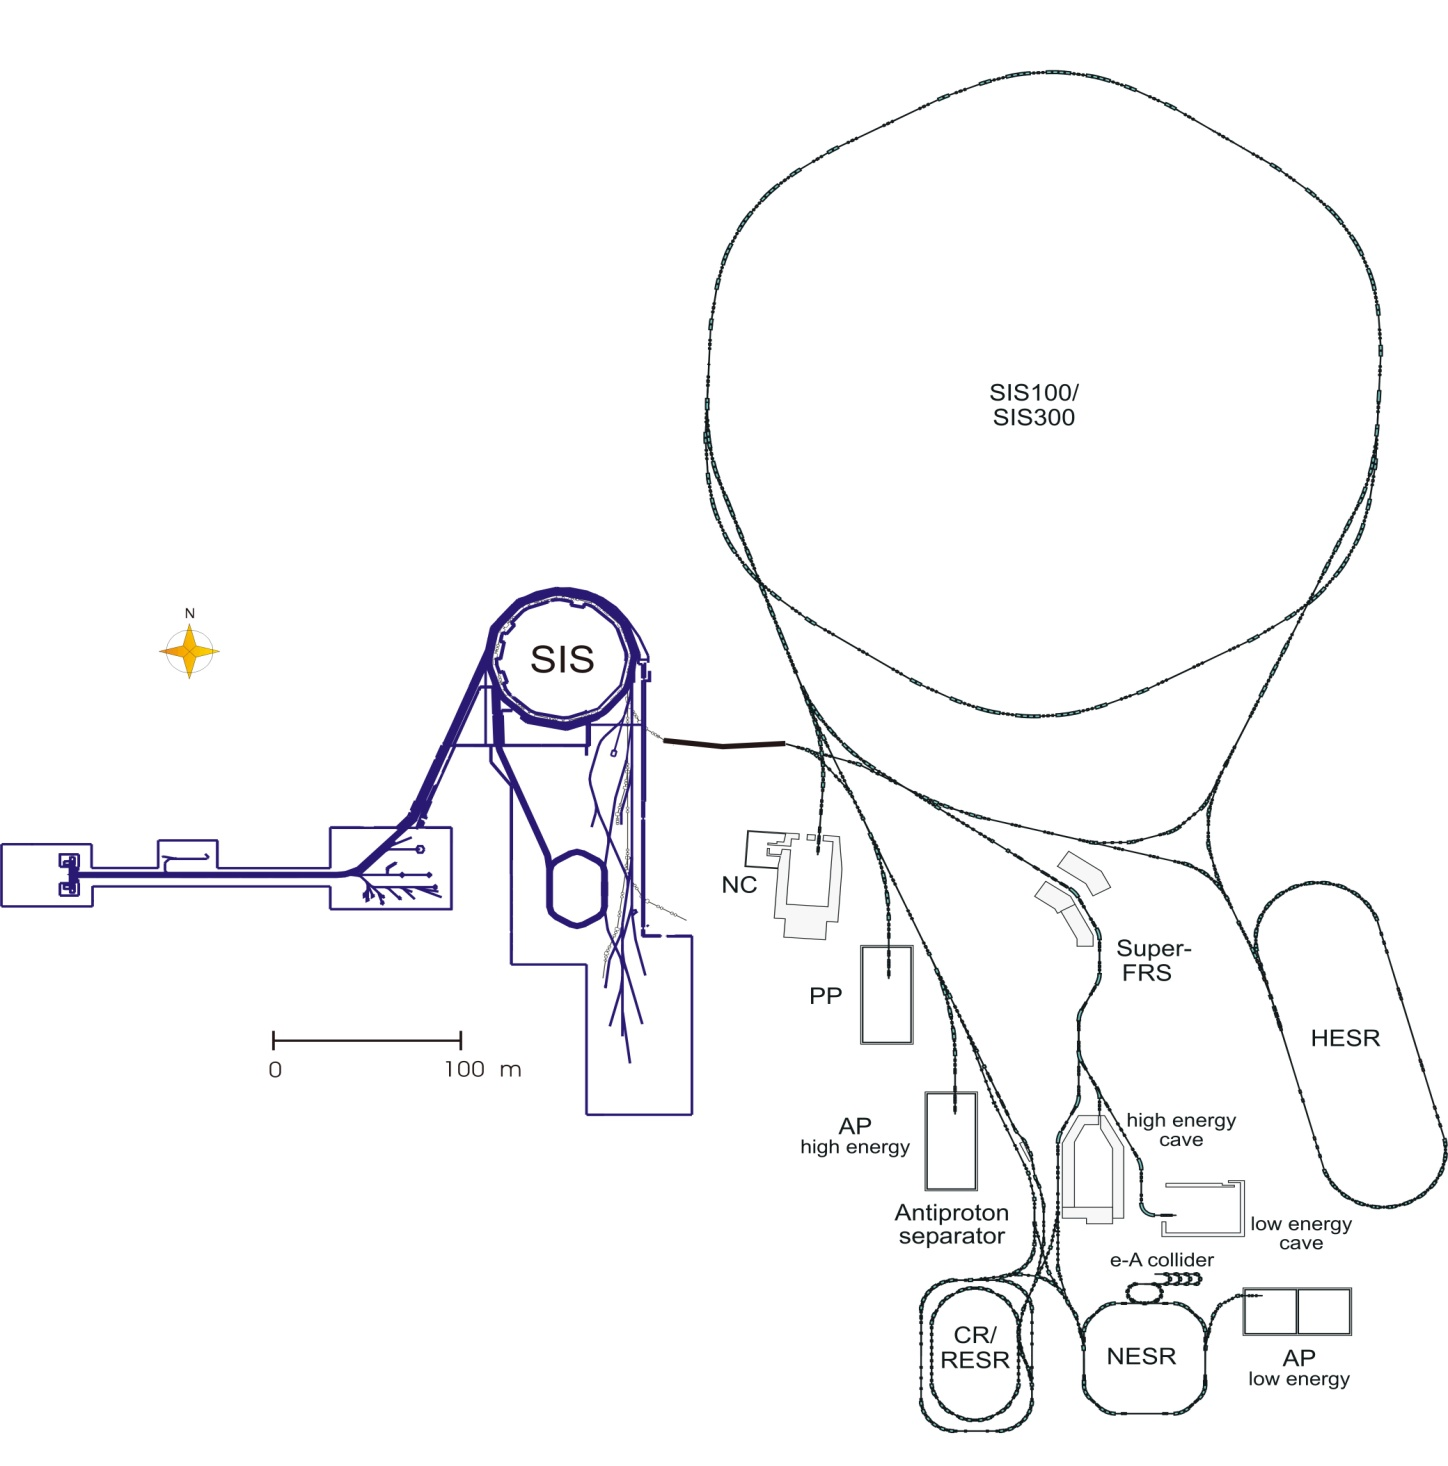 SIS100/
SIS300
N
SIS
NC
Super-
FRS
PP
HESR
0
100 m
AP
high energy
high energy
cave
Antiproton
separator
low energy
cave
e-A collider
CR/
RESR
NESR
AP
low energy